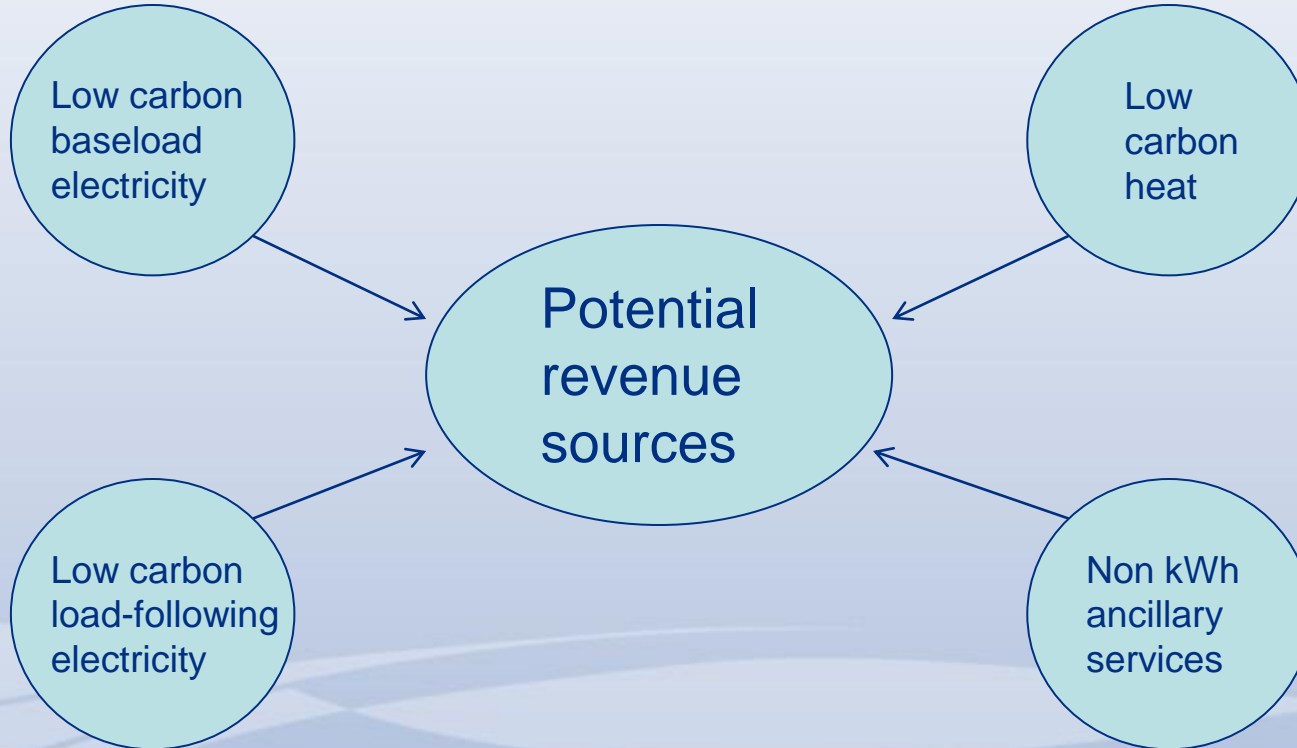 Low carbon
baseload
electricity
Low
carbon
heat
Potential
revenue
sources
Low carbon
load-following
electricity
Non kWh
ancillary
services